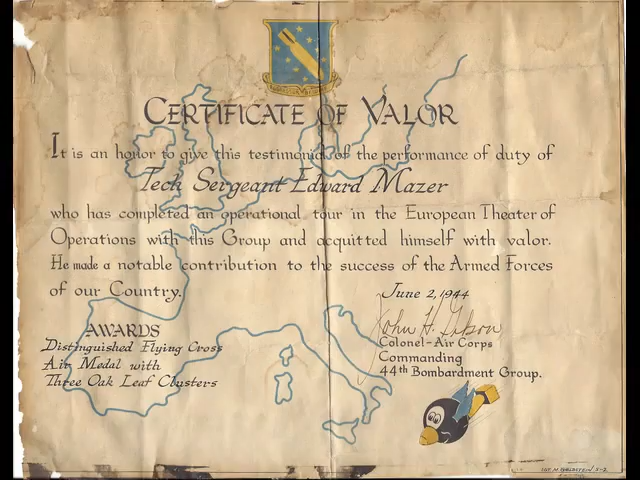 CERTIFICATE OF VALOR
It is an honor to give this testimonial of the performance of duty of
Tech Sergeant Edward Mazer
who has completed an operational tour in the European Theater of
Operations with this Group and acquitted himself with valor.
He made a notable contribution to the success of the Armed Forces
of our Country.
June 2, 1944
John H. Gibson
Colonel-Air Corps
Commanding
44th Bombardment Group.
AWARDS
Distinguished Flying Cross
Air Medal with
Three Oak Leaf Clusters
SGT. M. GOLDSTEIN S-2